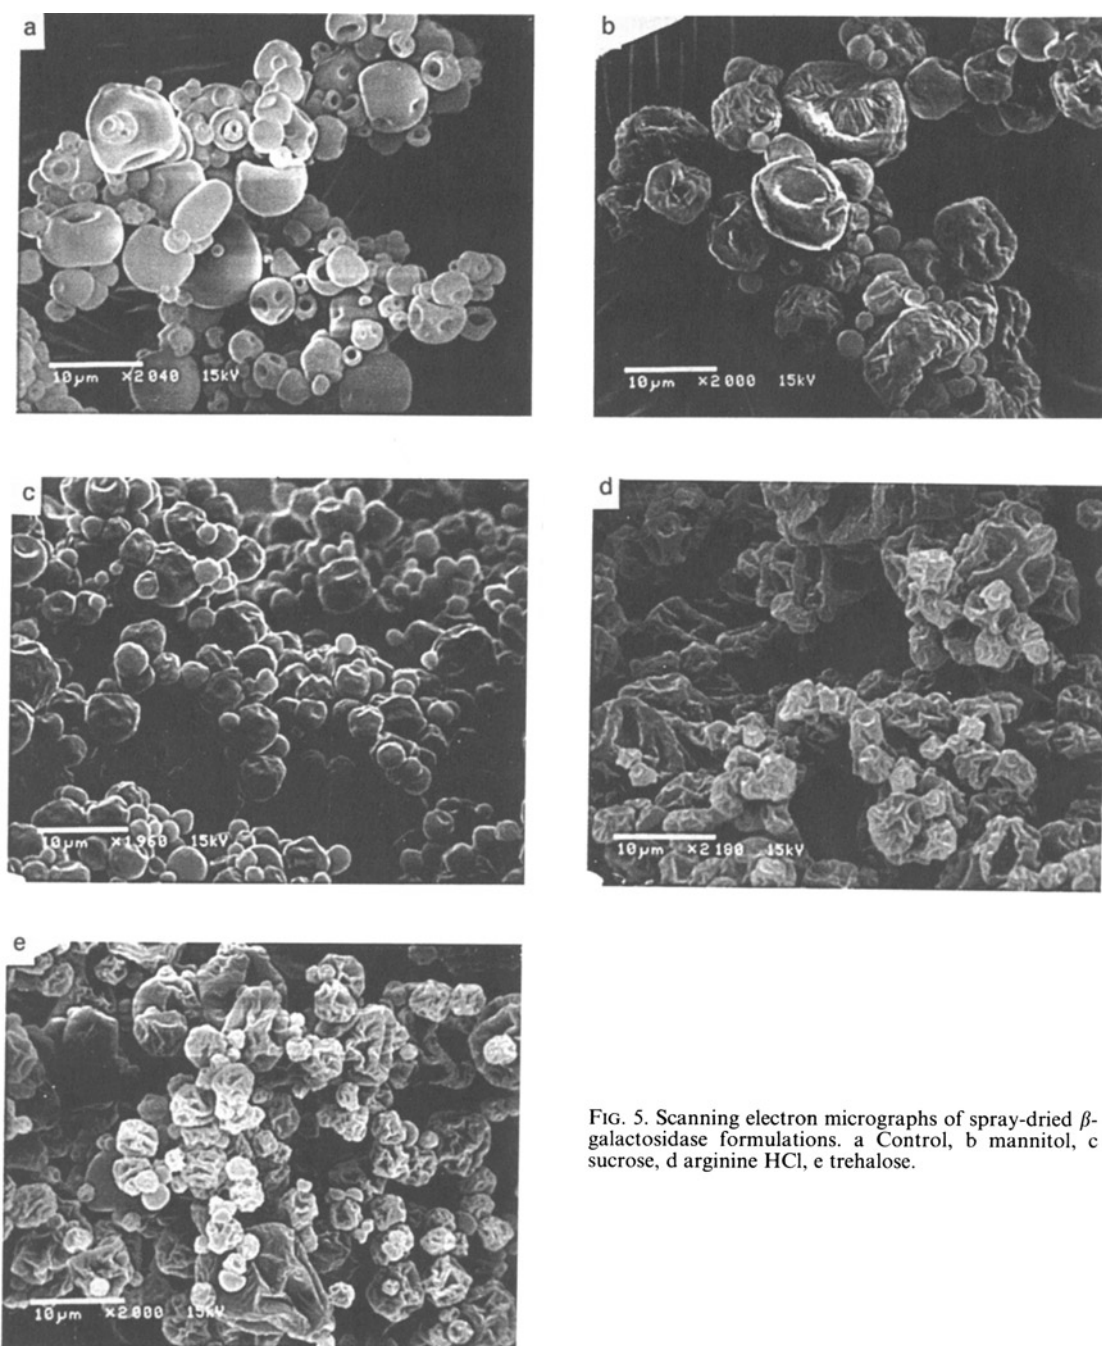 a
10µm ×2040 15kV
b
10µm ×2000 15kV
c
10µm ×1960 15kV
d
10µm ×2180 15kV
e
10µm ×2000 15kV
FIG. 5. Scanning electron micrographs of spray-dried β-
galactosidase formulations. a Control, b mannitol, c
sucrose, d arginine HCl, e trehalose.